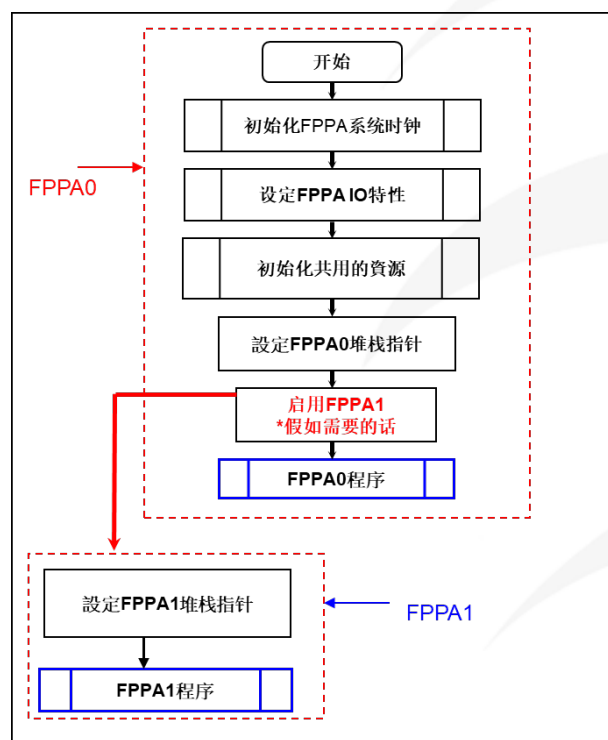 开始
初始化FPPA系统时钟
FPPA0
设定FPPA IO特性
初始化共用的資源
設定FPPA0堆栈指针
启用FPPA1
*假如需要的话
FPPA0程序
設定FPPA1堆栈指针
FPPA1
FPPA1程序